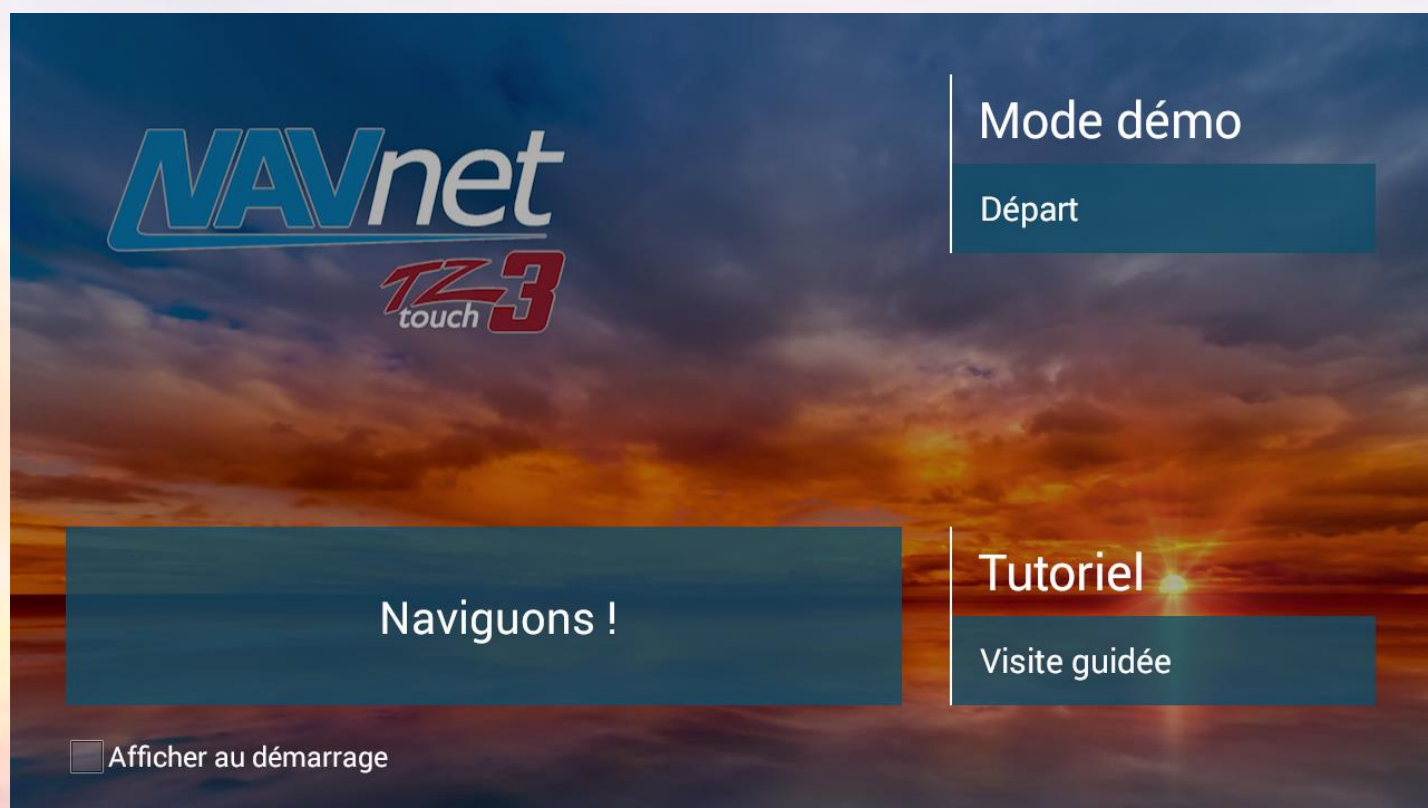 NAVnet
TZ
touch 3
Mode démo
Départ
Naviguons !
Tutoriel
Visite guidée
Afficher au démarrage